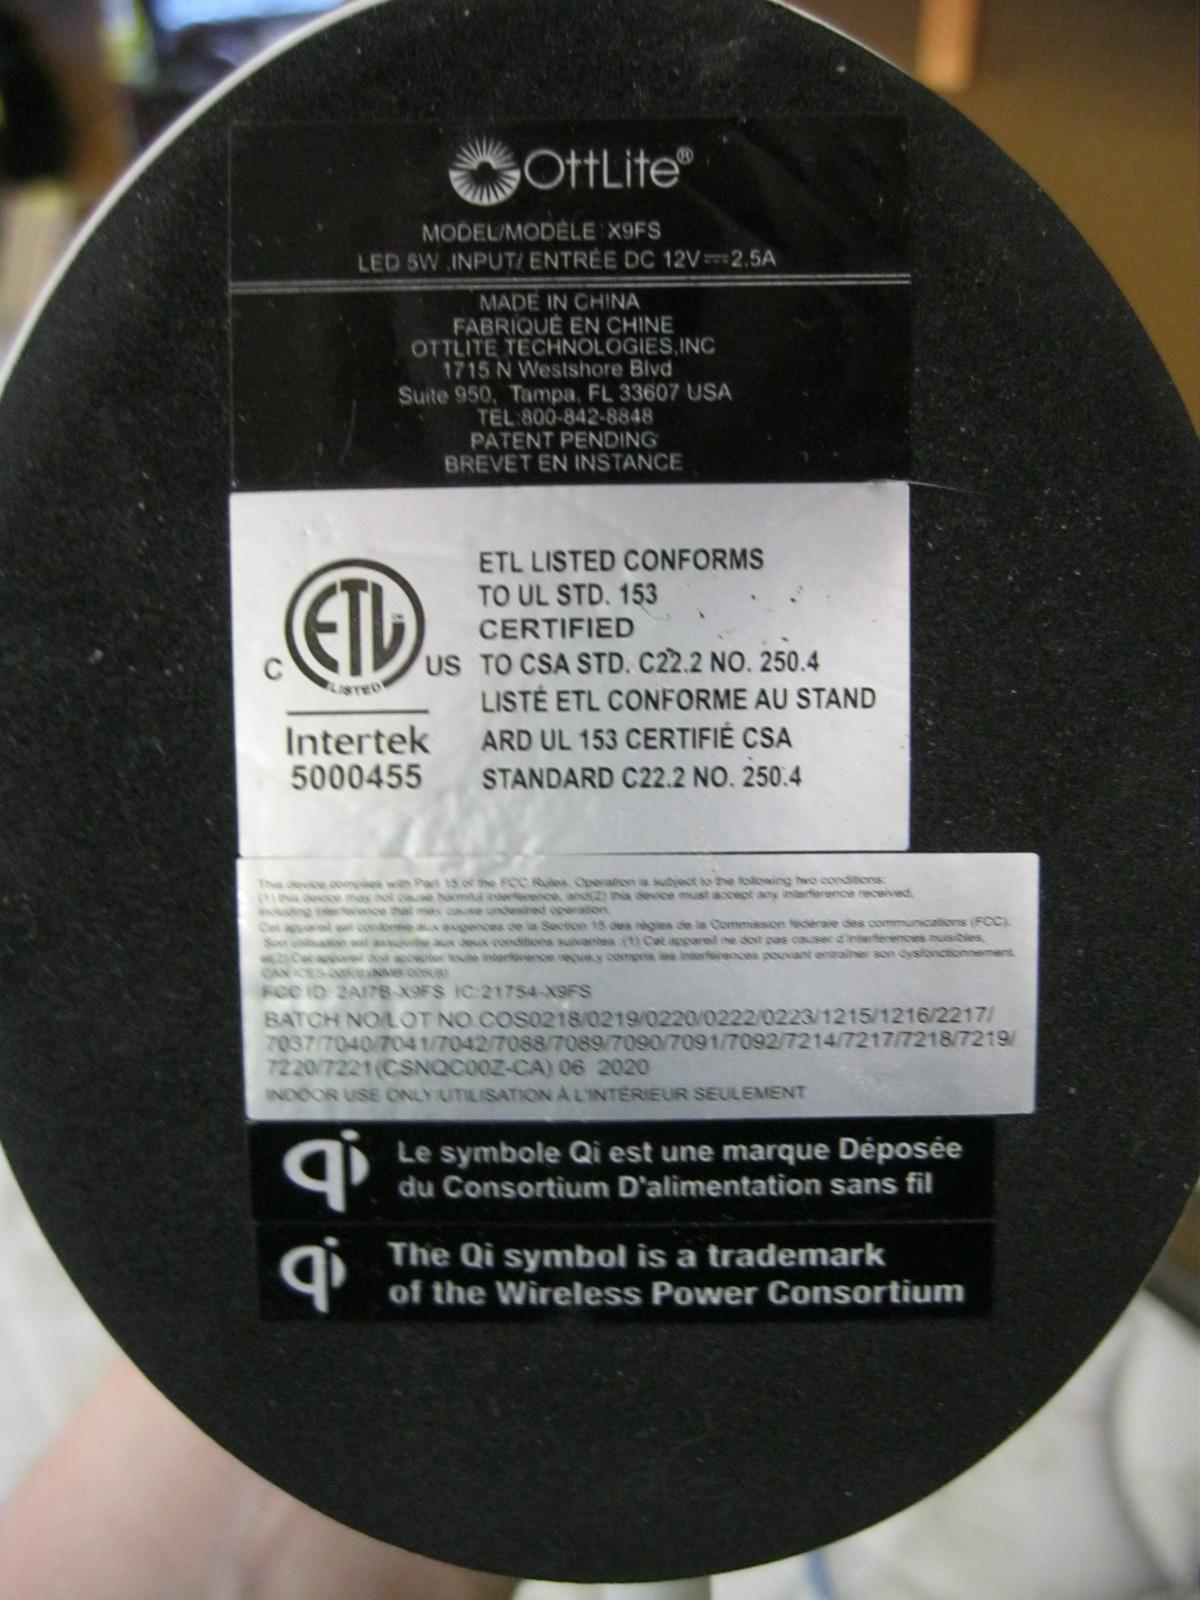 OttLite®
MODEL/MODÈLE: X9FS
LED 5W ,INPUT/ ENTRÉE DC 12V⎓2.5A
MADE IN CHINA
FABRIQUÉ EN CHINE
OTTLITE TECHNOLOGIES,INC
1715 N Westshore Blvd
Suite 950, Tampa, FL 33607 USA
TEL:800-842-8848
PATENT PENDING
BREVET EN INSTANCE
ETL LISTED CONFORMS
TO UL STD. 153
CERTIFIED
TO CSA STD. C22.2 NO. 250.4
LISTÉ ETL CONFORME AU STAND
ARD UL 153 CERTIFIÉ CSA
STANDARD C22.2 NO. 250.4
C ETL US
LISTED
Intertek
5000455
This device complies with Part 15 of the FCC Rules. Operation is subject to the following two conditions:
(1) this device may not cause harmful interference, and(2) this device must accept any interference received,
including interference that may cause undesired operation.
Cet appareil est conforme aux exigences de la Section 15 des règles de la Commission fédérale des communications (FCC).
Son utilisation est assujettie aux deux conditions suivantes :(1) Cet appareil ne doit pas causer d'interférences nuisibles,
et(2) Cet appareil doit accepter toute interférence reçue,y compris les interférences pouvant entraîner son dysfonctionnement.
CAN ICES-005(B)/NMB-005(B)
FCC ID: 2AI7B-X9FS IC:21754-X9FS
BATCH NO/LOT NO.COS0218/0219/0220/0222/0223/1215/1216/2217/
7037/7040/7041/7042/7088/7089/7090/7091/7092/7214/7217/7218/7219/
7220/7221(CSNQC00Z-CA) 06 2020
INDOOR USE ONLY/UTILISATION À L'INTÉRIEUR SEULEMENT
qi Le symbole Qi est une marque Déposée
du Consortium D'alimentation sans fil
qi The Qi symbol is a trademark
of the Wireless Power Consortium